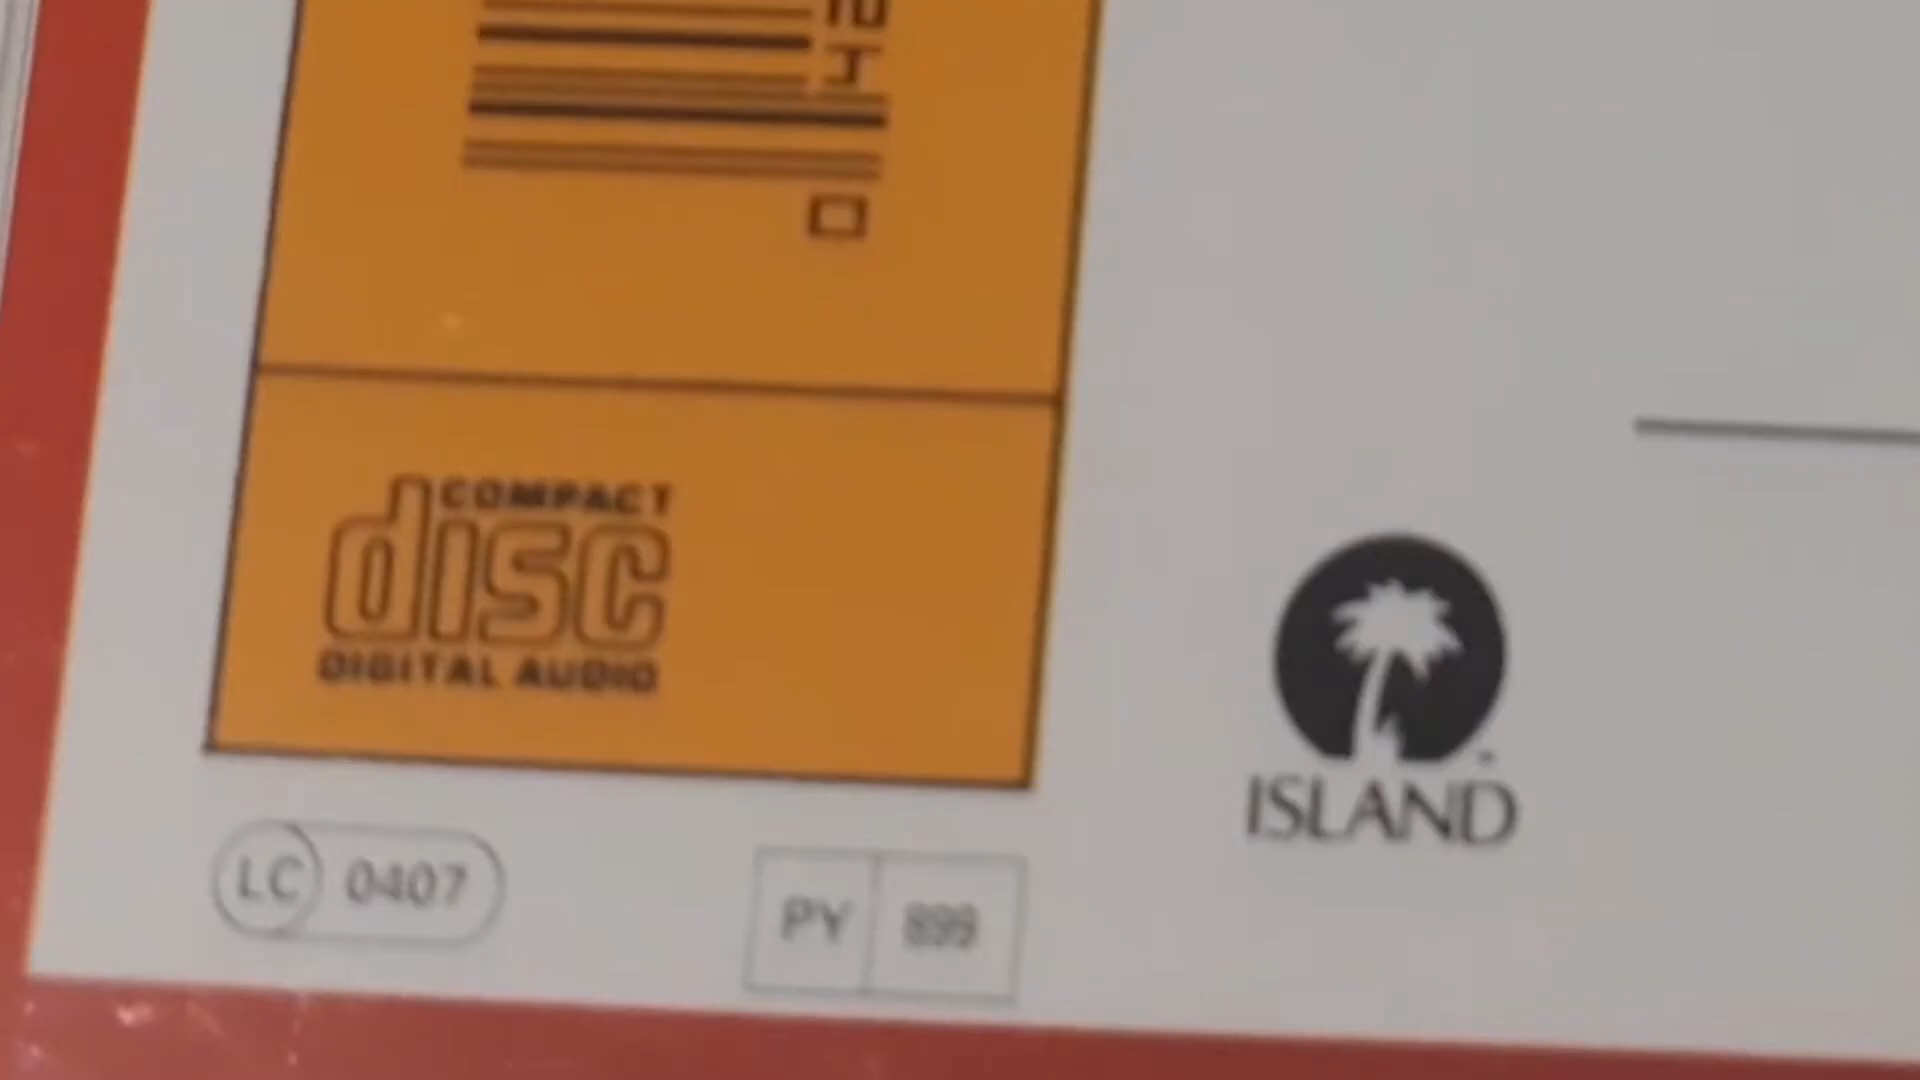 COMPACT
disc
DIGITAL AUDIO
ISLAND
LC 0407
PY 899